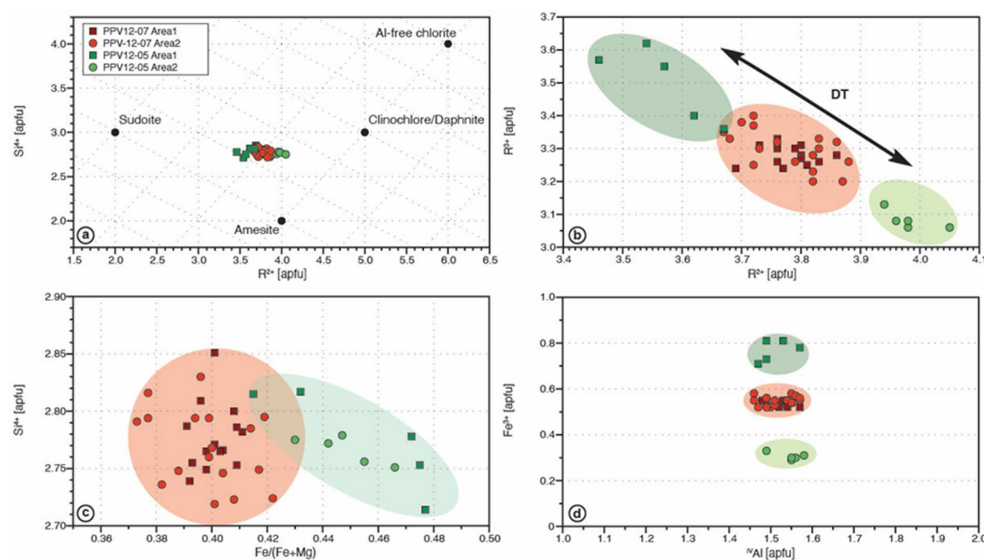 PPV12-07 Area1
PPV-12-07 Area2
PPV12-05 Area1
PPV12-05 Area2
Al-free chlorite
Sudoite
Clinochlore/Daphnite
Amesite
a
Si⁴⁺ [apfu]
4.0
3.0
2.0
1.5 2.0 2.5 3.0 3.5 4.0 4.5 5.0 5.5 6.0 6.5
R²⁺ [apfu]
R³⁺ [apfu]
3.7
3.6
3.5
3.4
3.3
3.2
3.1
3.0
DT
b
3.4 3.5 3.6 3.7 3.8 3.9 4.0 4.1
R²⁺ [apfu]
Si⁴⁺ [apfu]
2.90
2.85
2.80
2.75
2.70
c
0.38 0.40 0.42 0.44 0.46 0.48 0.50
Fe/(Fe+Mg)
Fe³⁺ [apfu]
1.0
0.8
0.6
0.4
0.2
0.0
d
1.0 1.1 1.2 1.3 1.4 1.5 1.6 1.7 1.8 1.9 2.0
ᴵⱽAl [apfu]